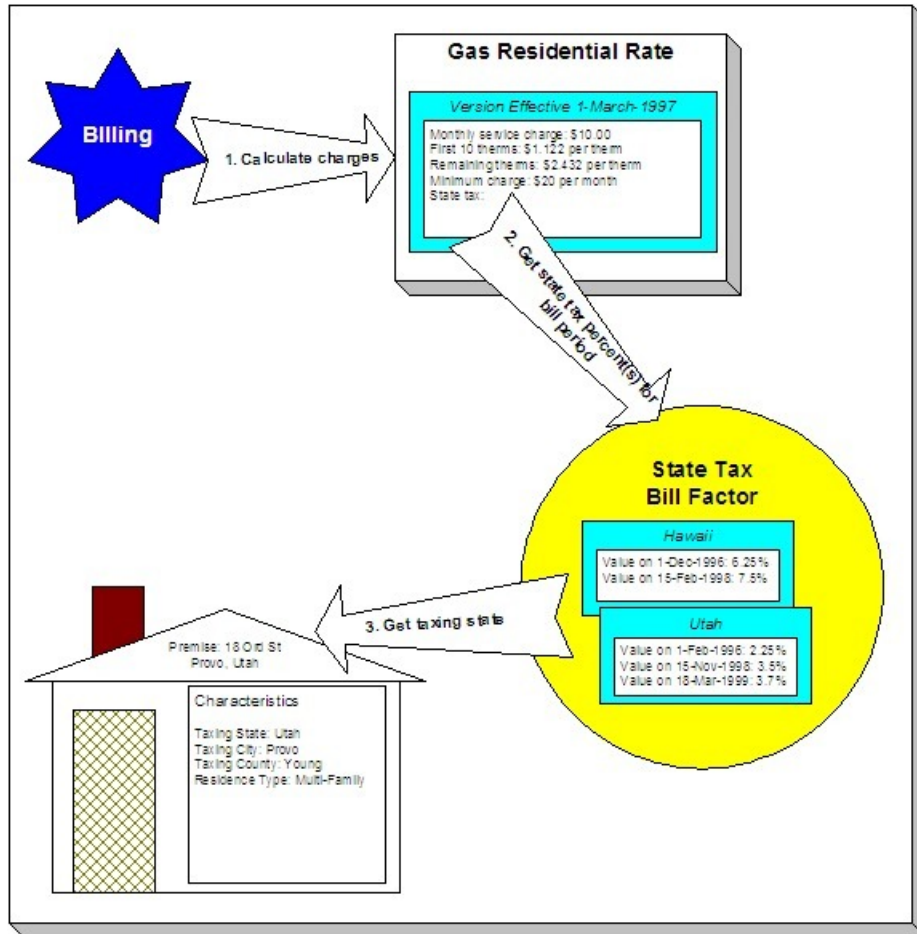 Gas Residential Rate
Version Effective 1-March-1997
Monthly service charge: $10.00
First 10 therms: $1.122 per therm
Remaining therms: $2.432 per therm
Minimum charge: $20 per month
State tax:
Billing
1. Calculate charges
2. Get state tax percent(s) for
bill period
State Tax
Bill Factor
Hawaii
Value on 1-Dec-1996: 6.25%
Value on 15-Feb-1998: 7.5%
Utah
Value on 1-Feb-1996: 2.25%
Value on 15-Nov-1998: 3.5%
Value on 18-Mar-1999: 3.7%
3. Get taxing state
Premise: 18 Ord St
Provo, Utah
Characteristics
Taxing State: Utah
Taxing City: Provo
Taxing County: Young
Residence Type: Multi-Family